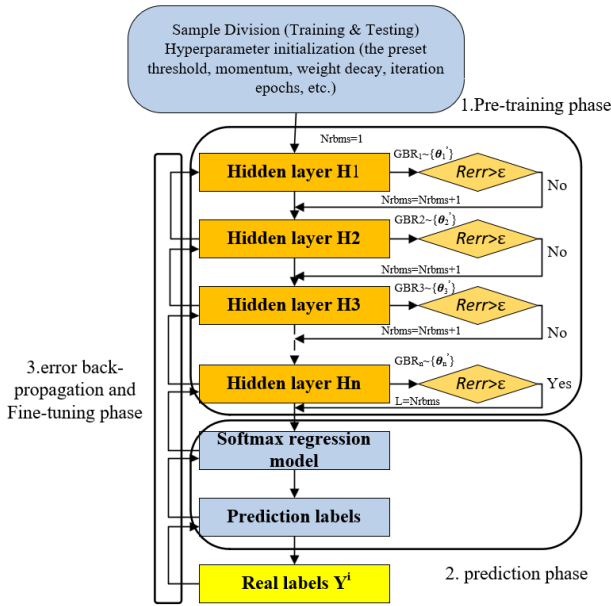 Sample Division (Training & Testing)
Hyperparameter initialization (the preset
threshold, momentum, weight decay, iteration
epochs, etc.)
1.Pre-training phase
Nrbms=1
GBR₁~{θ₁'}
Hidden layer H1
Rerr>ε
No
Nrbms=Nrbms+1
GBR2~{θ₂'}
Hidden layer H2
Rerr>ε
No
Nrbms=Nrbms+1
GBR3~{θ₃'}
Hidden layer H3
Rerr>ε
Nrbms=Nrbms+1
No
GBRₙ~{θₙ'}
Hidden layer Hn
Rerr>ε
Yes
L=Nrbms
3.error back-
propagation and
Fine-tuning phase
Softmax regression
model
Prediction labels
2. prediction phase
Real labels Yⁱ